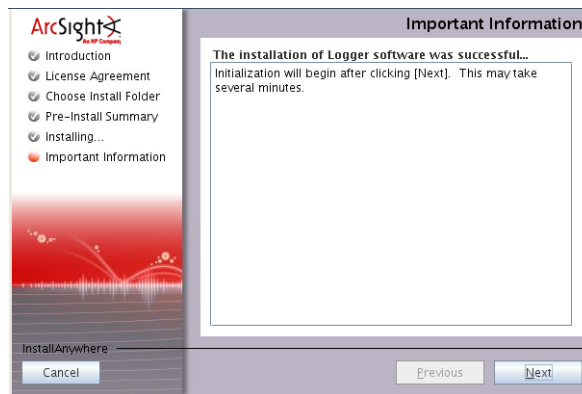 ArcSight
An HP Company
Important Information
Introduction
License Agreement
Choose Install Folder
Pre-Install Summary
Installing...
Important Information
The installation of Logger software was successful...
Initialization will begin after clicking [Next]. This may take
several minutes.
InstallAnywhere
Cancel
Previous
Next